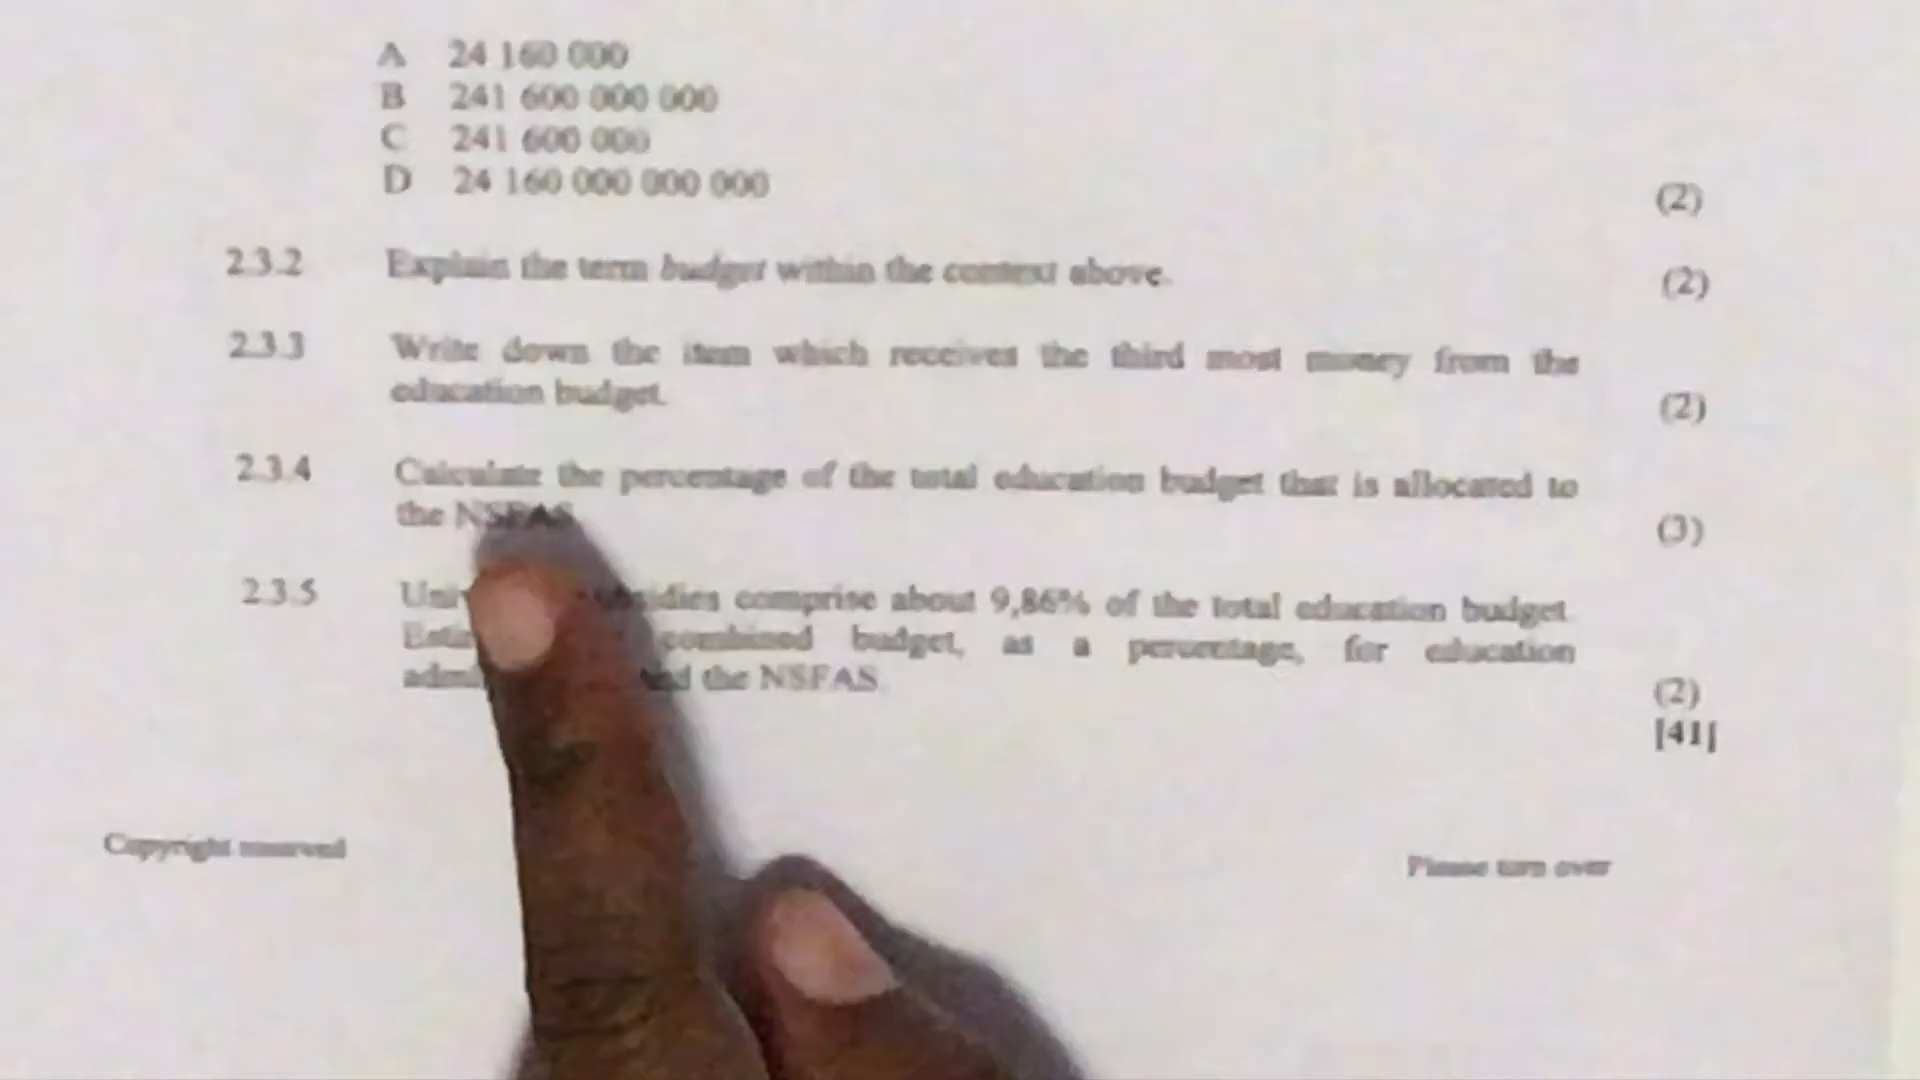 A 24 160 000
B 241 600 000 000
C 241 600 000
D 24 160 000 000 000
(2)
2.3.2 Explain the term budget within the context above.
(2)
2.3.3 Write down the item which receives the third most money from the
education budget.
(2)
2.3.4 Calculate the percentage of the total education budget that is allocated to
the NSFAS
(3)
2.3.5 comprise about 9,86% of the total education budget.
combined budget, as a percentage, for education
the NSFAS.
(2)
[41]
Copyright reserved
Please turn over